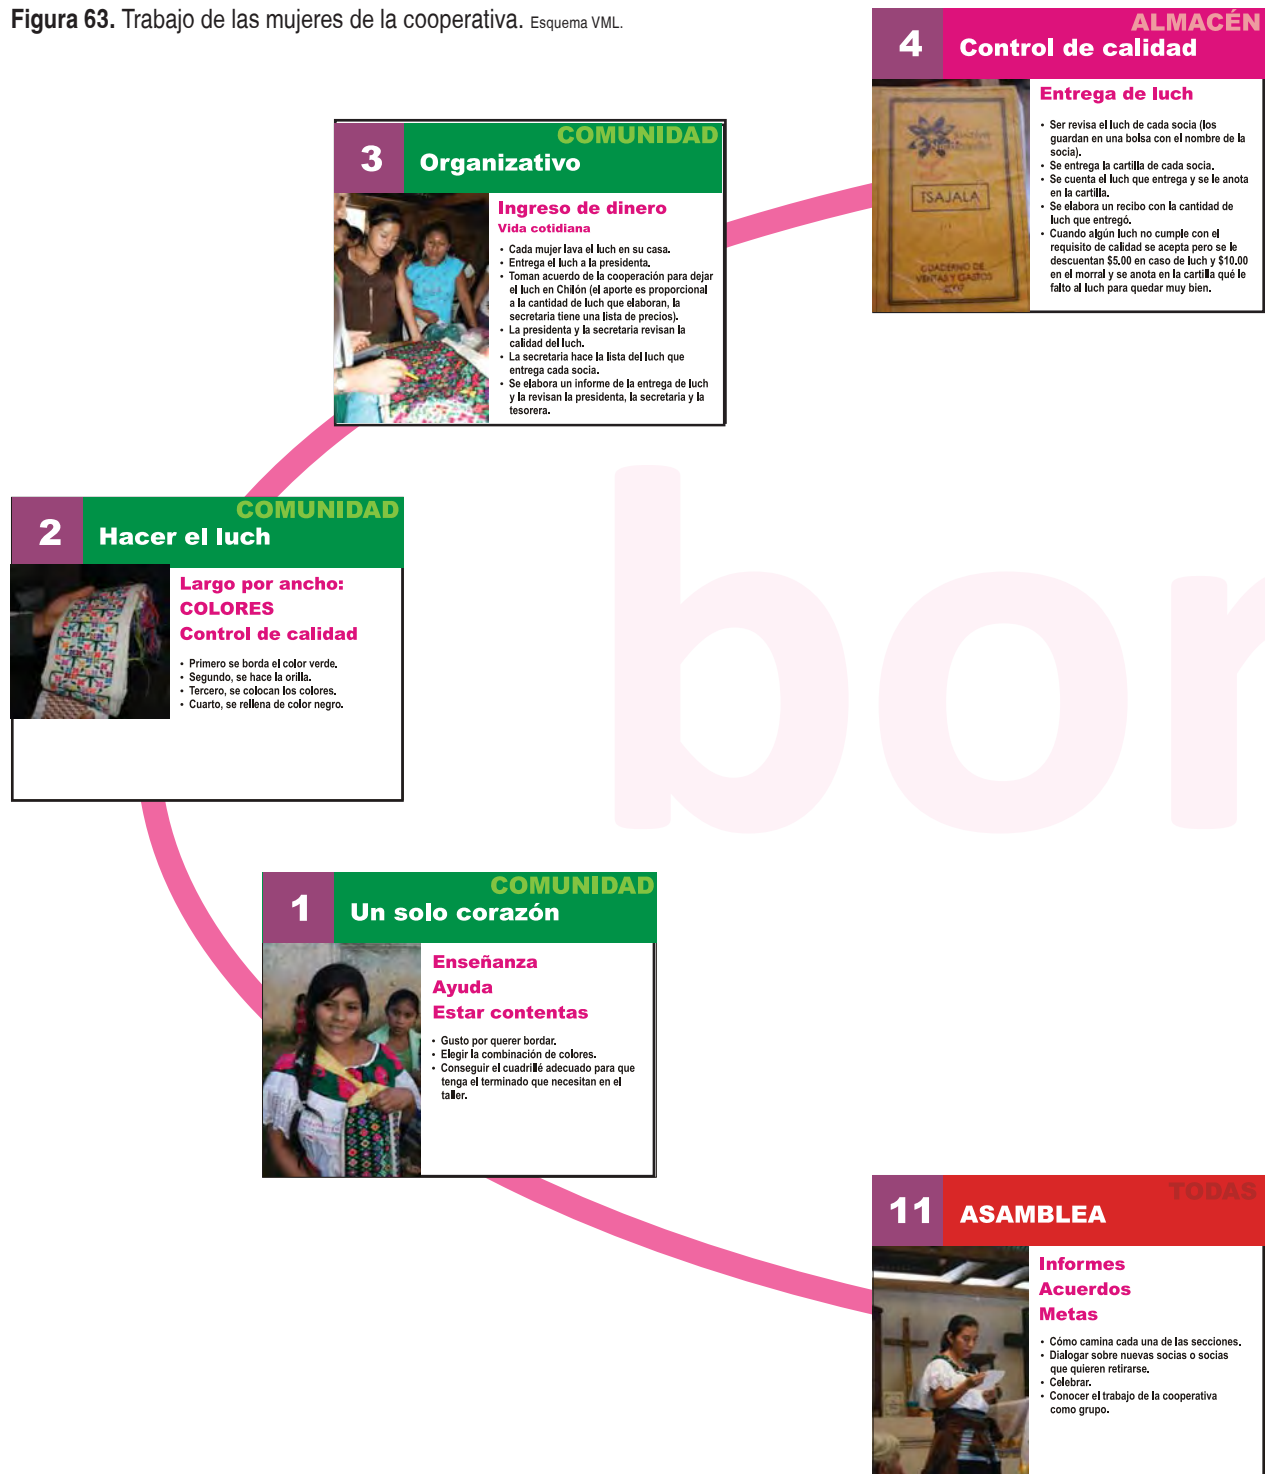 Figura 63. Trabajo de las mujeres de la cooperativa. Esquema VML.
ALMACÉN
4
Control de calidad
Entrega de luch
• Ser revisa el luch de cada socia (los
guardan en una bolsa con el nombre de la
socia).
• Se entrega la cartilla de cada socia.
• Se cuenta el luch que entrega y se le anota
en la cartilla.
• Se elabora un recibo con la cantidad de
luch que entregó.
• Cuando algún luch no cumple con el
requisito de calidad se acepta pero se le
descuentan $5.00 en caso de luch y $10.00
en el morral y se anota en la cartilla qué le
falto al luch para quedar muy bien.
TSAJALA
CUADERNO DE
VENTAS Y GASTOS
COMUNIDAD
3
Organizativo
Ingreso de dinero
Vida cotidiana
• Cada mujer lava el luch en su casa.
• Entrega el luch a la presidenta.
• Toman acuerdo de la cooperación para dejar
el luch en Chilón (el aporte es proporcional
a la cantidad de luch que elaboran, la
secretaria tiene una lista de precios).
• La presidenta y la secretaria revisan la
calidad del luch.
• La secretaria hace la lista del luch que
entrega cada socia.
• Se elabora un informe de la entrega de luch
y la revisan la presidenta, la secretaria y la
tesorera.
COMUNIDAD
2
Hacer el luch
Largo por ancho:
COLORES
Control de calidad
• Primero se borda el color verde.
• Segundo, se hace la orilla.
• Tercero, se colocan los colores.
• Cuarto, se rellena de color negro.
bor
COMUNIDAD
1
Un solo corazón
Enseñanza
Ayuda
Estar contentas
• Gusto por querer bordar.
• Elegir la combinación de colores.
• Conseguir el cuadrillé adecuado para que
tenga el terminado que necesitan en el
taller.
TODAS
11
ASAMBLEA
Informes
Acuerdos
Metas
• Cómo camina cada una de las secciones.
• Dialogar sobre nuevas socias o socias
que quieren retirarse.
• Celebrar.
• Conocer el trabajo de la cooperativa
como grupo.